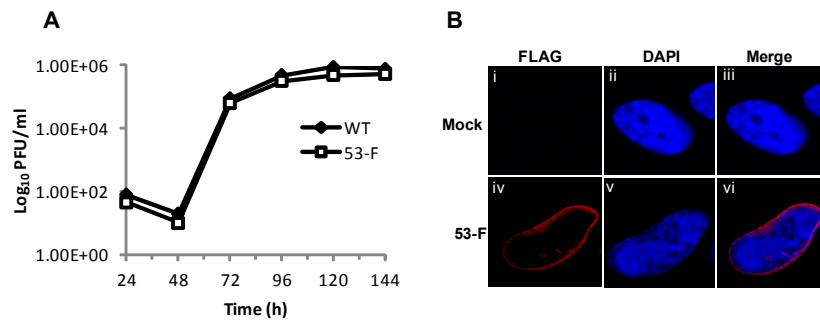 A
Log10 PFU/ml
1.00E+06
1.00E+04
1.00E+02
1.00E+00
24 48 72 96 120 144
Time (h)
WT
53-F
B
FLAG DAPI Merge
Mock
i ii iii
53-F
iv v vi